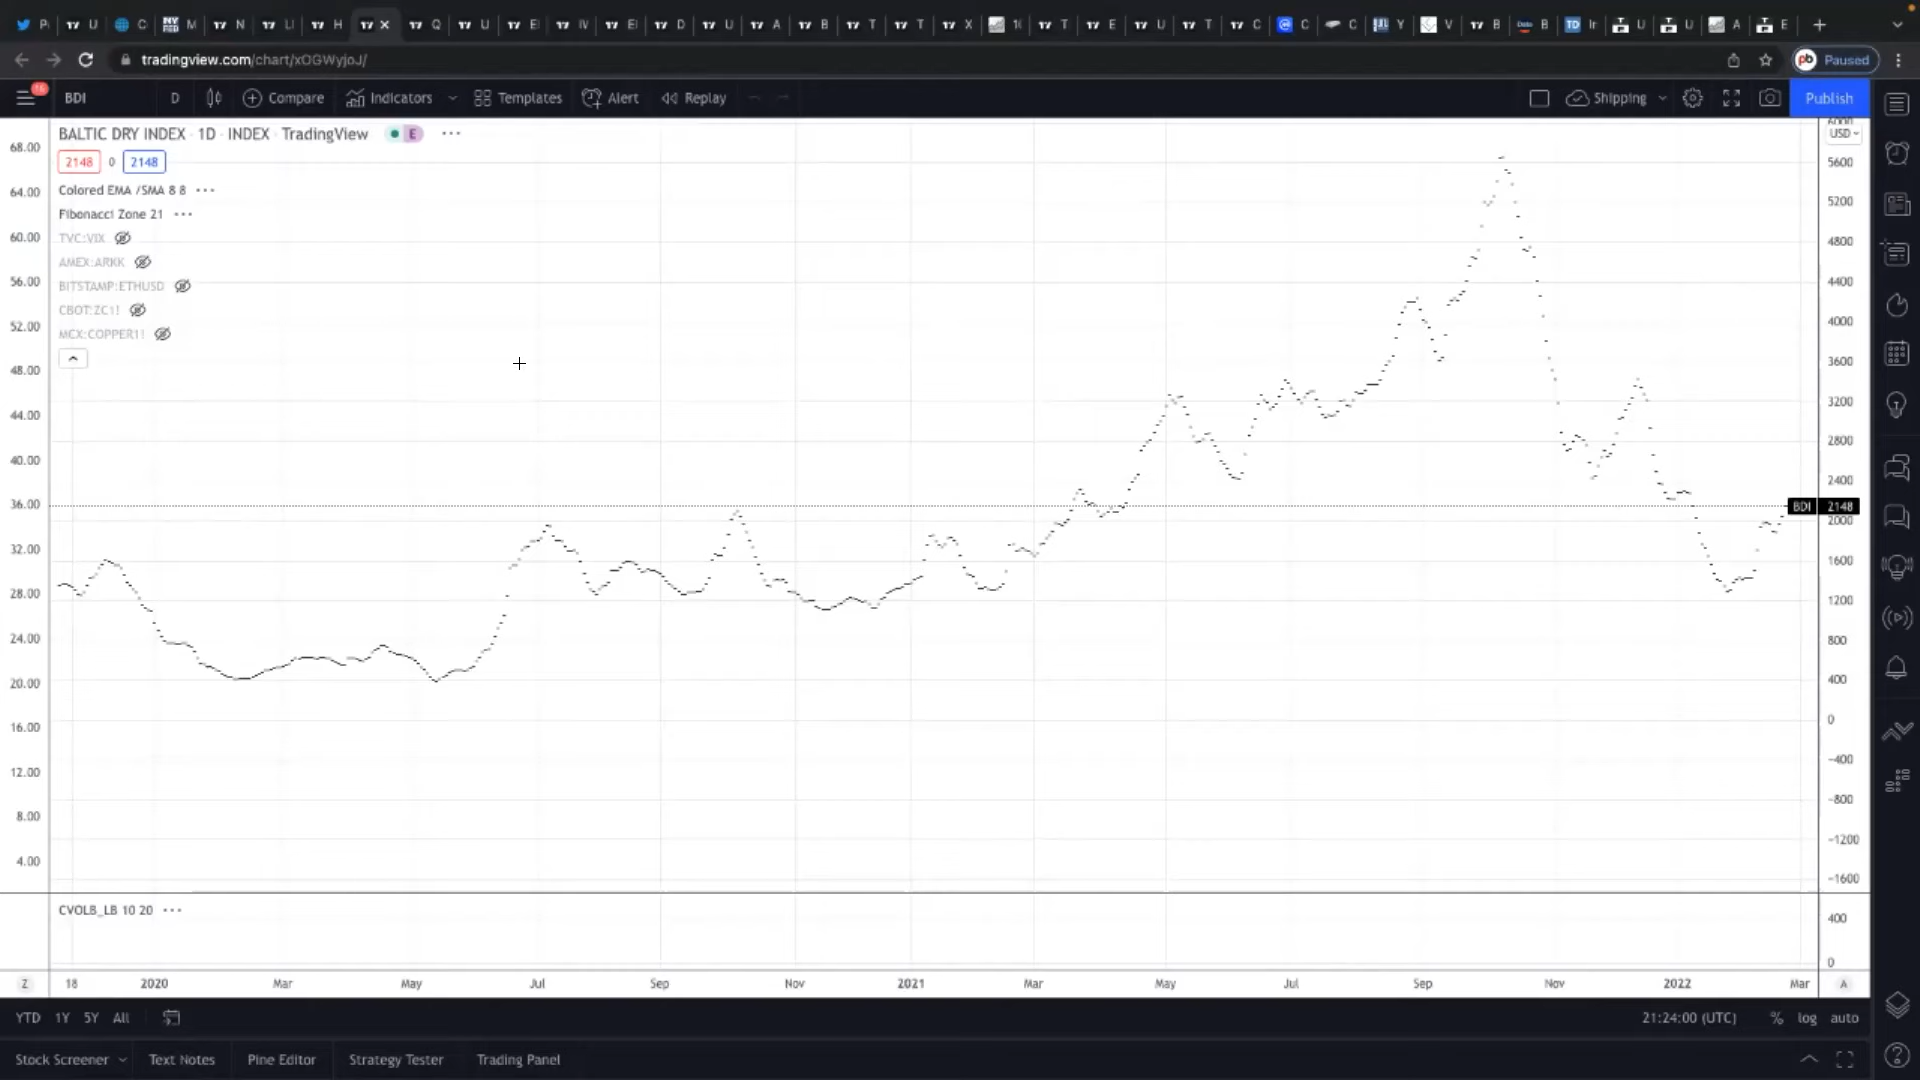 P U C M N LI H Q U E IV EI D U A B T T X 1( T E U T C C C Y V B B Ir U U A E
tradingview.com/chart/xOGWyjoJ/ Paused
16 BDI D Compare Indicators Templates Alert Replay Shipping Publish
BALTIC DRY INDEX · 1D · INDEX · TradingView E
2148 0 2148
Colored EMA /SMA 8 8
Fibonacci Zone 21
TVC:VIX
AMEX:ARKK
BITSTAMP:ETHUSD
CBOT:ZC1!
MCX:COPPER1!
68.00
64.00
60.00
56.00
52.00
48.00
44.00
40.00
36.00
32.00
28.00
24.00
20.00
16.00
12.00
8.00
4.00
6000
USD
5600
5200
4800
4400
4000
3600
3200
2800
2400
BDI 2148
2000
1600
1200
800
400
0
−400
−800
−1200
−1600
CVOLB_LB 10 20
400
0
Z 18 2020 Mar May Jul Sep Nov 2021 Mar May Jul Sep Nov 2022 Mar A
YTD 1Y 5Y All 21:24:00 (UTC) % log auto
Stock Screener Text Notes Pine Editor Strategy Tester Trading Panel